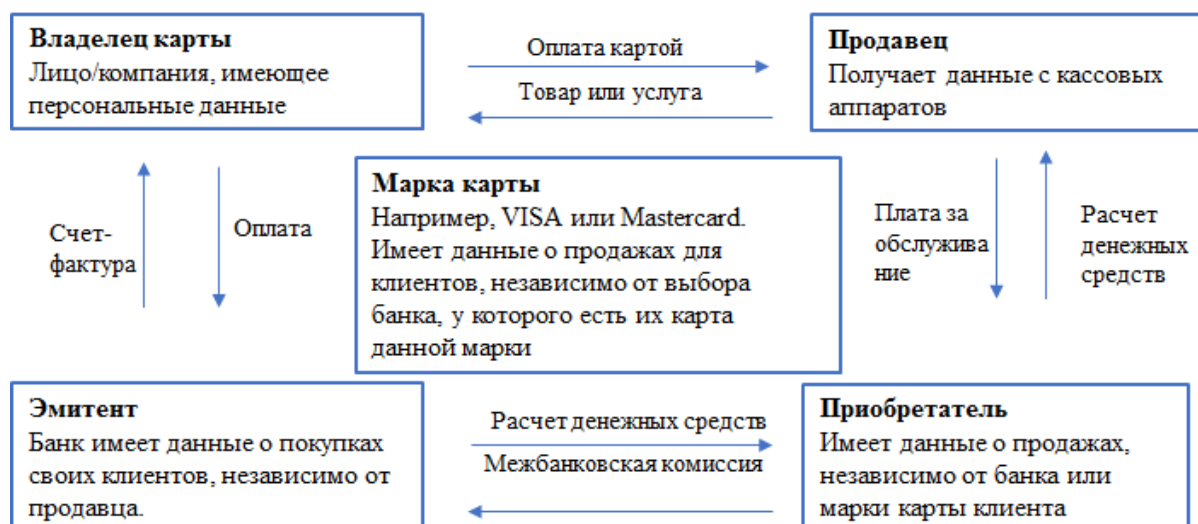 Владелец карты
Лицо/компания, имеющее
персональные данные
Оплата картой
Товар или услуга
Продавец
Получает данные с кассовых
аппаратов
Счет-
фактура
Оплата
Марка карты
Например, VISA или Mastercard.
Имеет данные о продажах для
клиентов, независимо от выбора
банка, у которого есть их карта
данной марки
Плата за
обслужива
ние
Расчет
денежных
средств
Эмитент
Банк имеет данные о покупках
своих клиентов, независимо от
продавца.
Расчет денежных средств
Межбанковская комиссия
Приобретатель
Имеет данные о продажах,
независимо от банка или
марки карты клиента